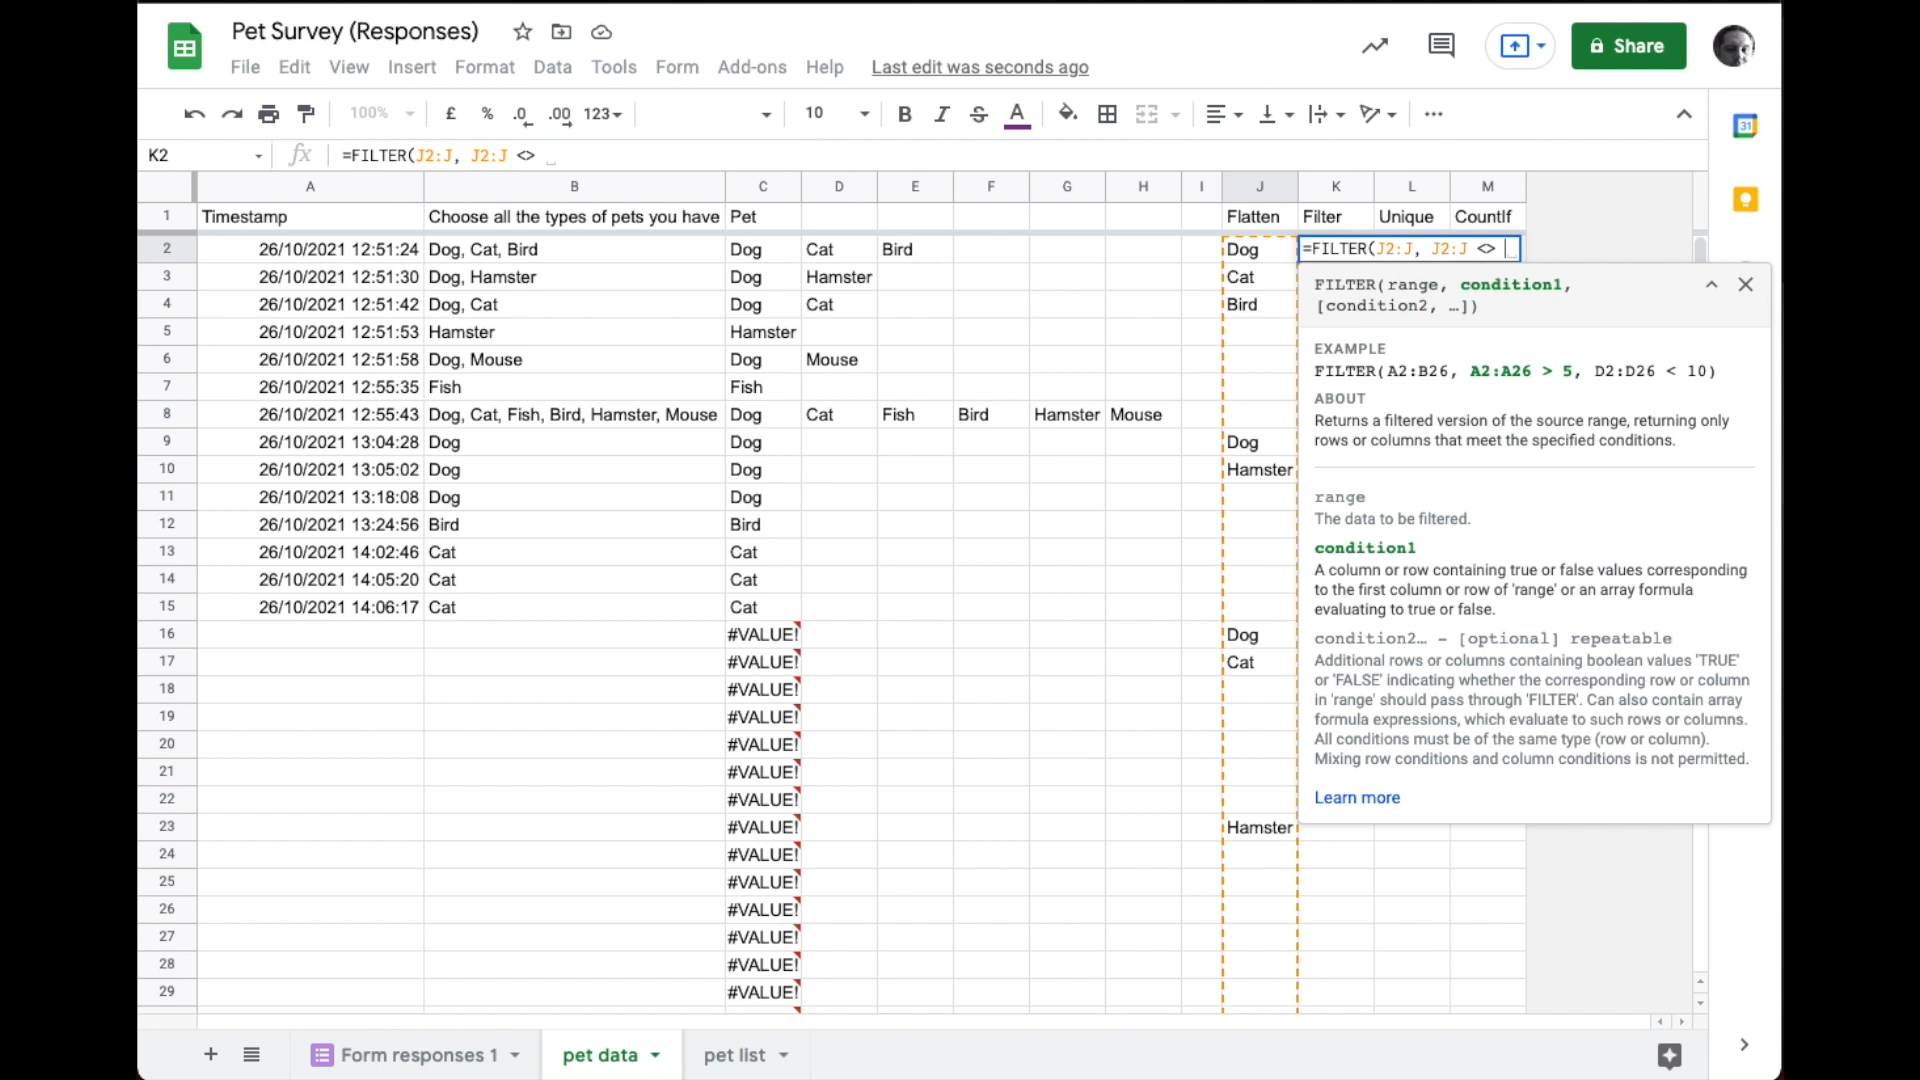 Pet Survey (Responses)
File Edit View Insert Format Data Tools Form Add-ons Help Last edit was seconds ago
Share
100% £ % .0 .00 123 10 B I S A
31
K2 fx =FILTER(J2:J, J2:J <>
A B C D E F G H I J K L M
1 Timestamp Choose all the types of pets you have Pet Flatten Filter Unique CountIf
2 26/10/2021 12:51:24 Dog, Cat, Bird Dog Cat Bird Dog =FILTER(J2:J, J2:J <>
3 26/10/2021 12:51:30 Dog, Hamster Dog Hamster Cat
4 26/10/2021 12:51:42 Dog, Cat Dog Cat Bird
5 26/10/2021 12:51:53 Hamster Hamster
6 26/10/2021 12:51:58 Dog, Mouse Dog Mouse
7 26/10/2021 12:55:35 Fish Fish
8 26/10/2021 12:55:43 Dog, Cat, Fish, Bird, Hamster, Mouse Dog Cat Fish Bird Hamster Mouse
9 26/10/2021 13:04:28 Dog Dog Dog
10 26/10/2021 13:05:02 Dog Dog Hamster
11 26/10/2021 13:18:08 Dog Dog
12 26/10/2021 13:24:56 Bird Bird
13 26/10/2021 14:02:46 Cat Cat
14 26/10/2021 14:05:20 Cat Cat
15 26/10/2021 14:06:17 Cat Cat
16 #VALUE! Dog
17 #VALUE! Cat
18 #VALUE!
19 #VALUE!
20 #VALUE!
21 #VALUE!
22 #VALUE!
23 #VALUE! Hamster
24 #VALUE!
25 #VALUE!
26 #VALUE!
27 #VALUE!
28 #VALUE!
29 #VALUE!
FILTER(range, condition1,
[condition2, …])
EXAMPLE
FILTER(A2:B26, A2:A26 > 5, D2:D26 < 10)
ABOUT
Returns a filtered version of the source range, returning only
rows or columns that meet the specified conditions.
range
The data to be filtered.
condition1
A column or row containing true or false values corresponding
to the first column or row of 'range' or an array formula
evaluating to true or false.
condition2… – [optional] repeatable
Additional rows or columns containing boolean values 'TRUE'
or 'FALSE' indicating whether the corresponding row or column
in 'range' should pass through 'FILTER'. Can also contain array
formula expressions, which evaluate to such rows or columns.
All conditions must be of the same type (row or column).
Mixing row conditions and column conditions is not permitted.
Learn more
Form responses 1 pet data pet list